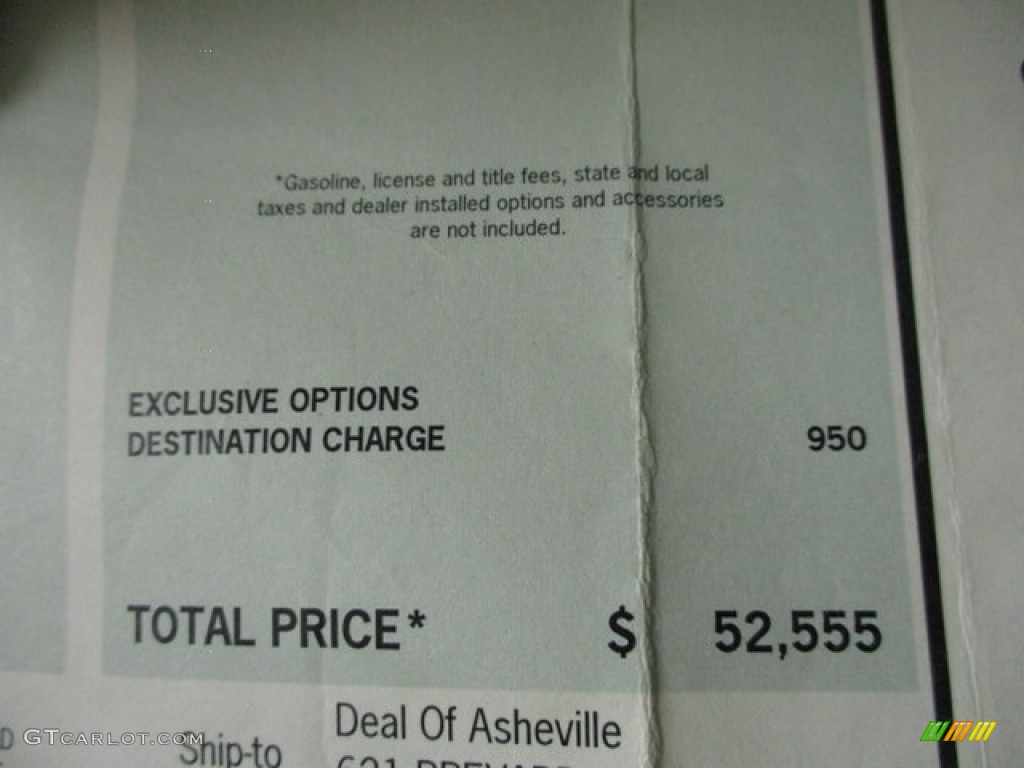 *Gasoline, license and title fees, state and local
taxes and dealer installed options and accessories
are not included.
EXCLUSIVE OPTIONS
DESTINATION CHARGE 950
TOTAL PRICE* $ 52,555
Deal Of Asheville
Ship-to
GTCARLOT.COM